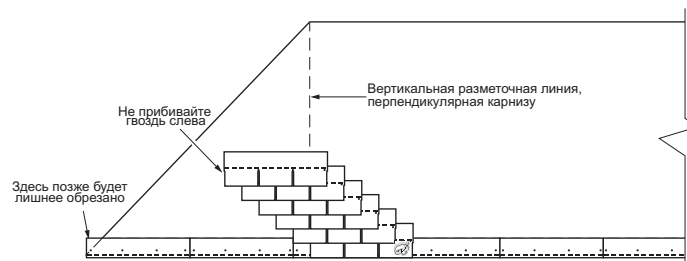 Вертикальная разметочная линия,
перпендикулярная карнизу
Не прибивайте
гвоздь слева
Здесь позже будет
лишнее обрезано